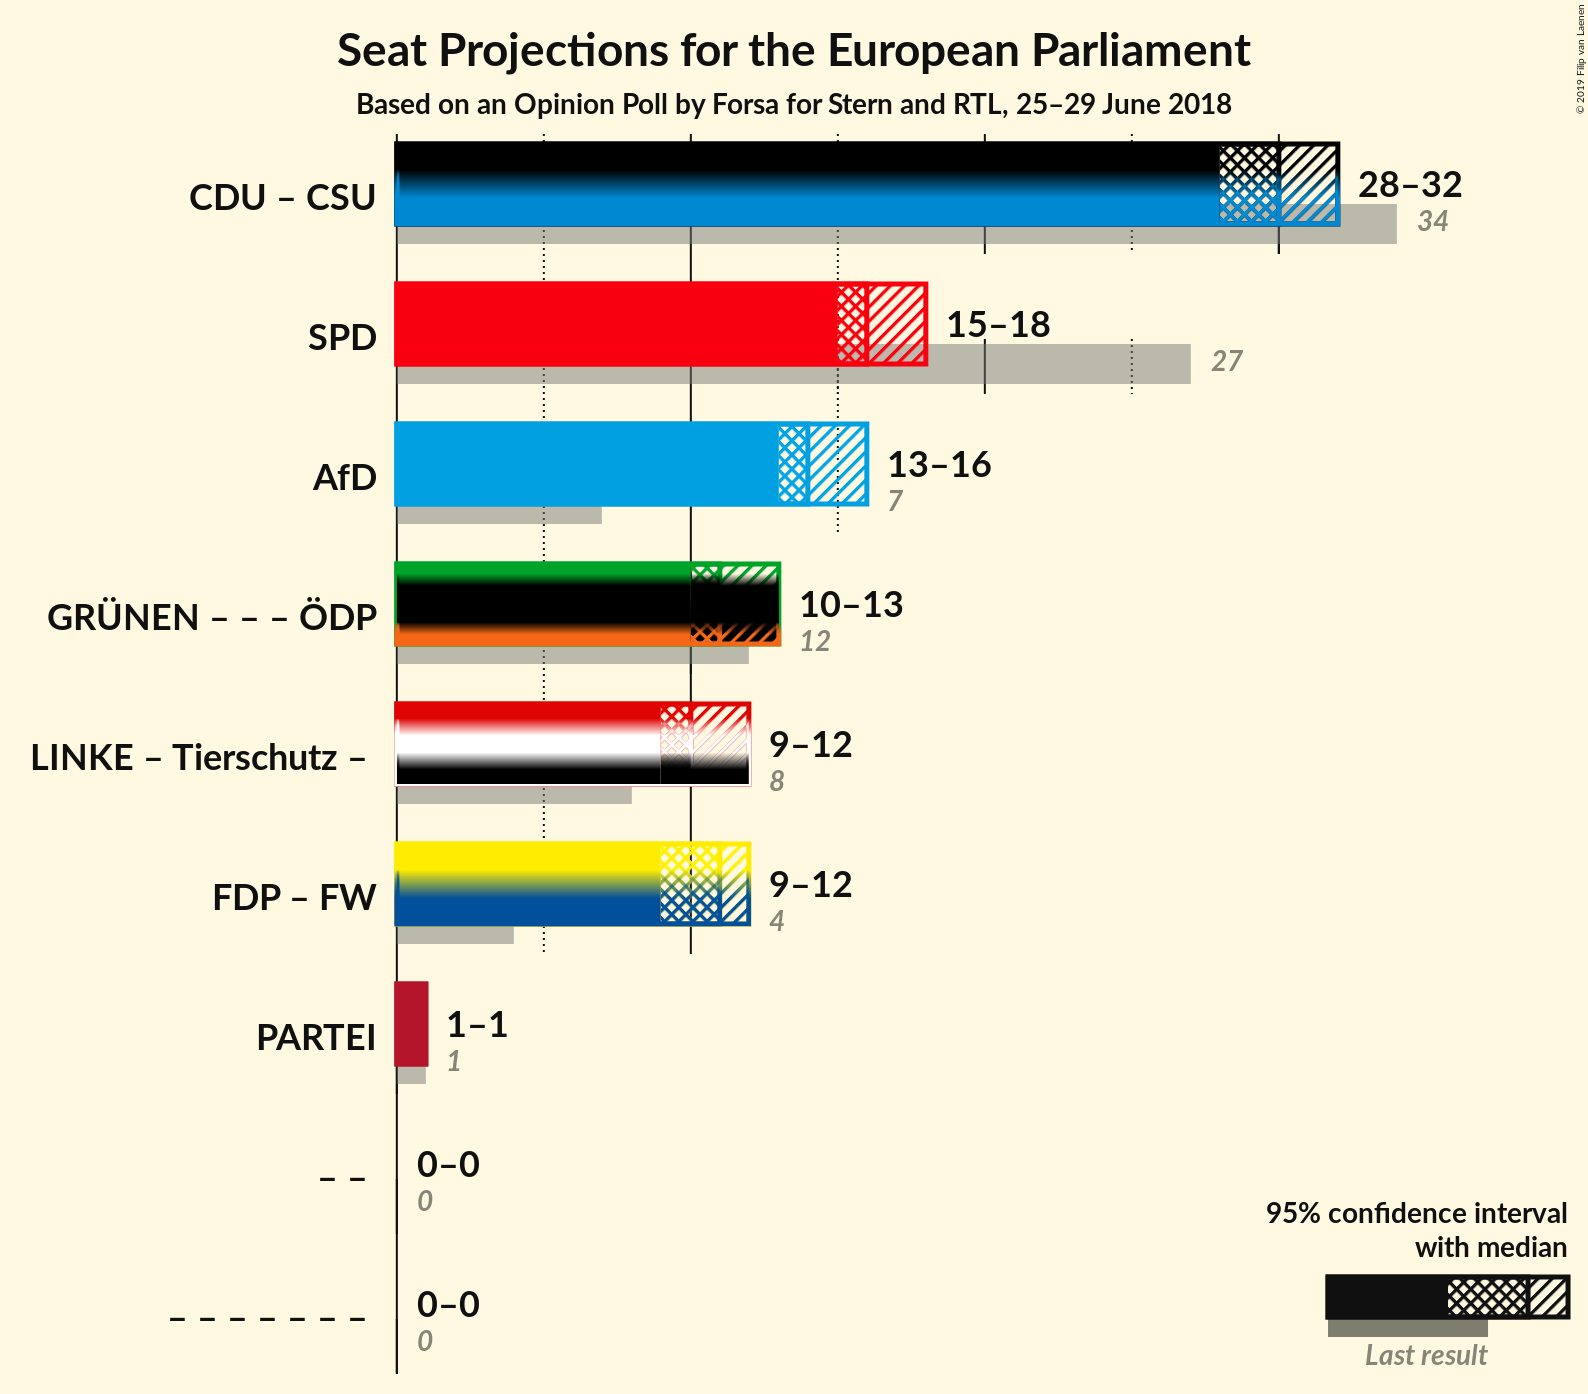 Seat Projections for the European Parliament
Based on an Opinion Poll by Forsa for Stern and RTL, 25–29 June 2018
© 2019 Filip van Laenen
CDU – CSU
28–32
34
SPD
15–18
27
AfD
13–16
7
GRÜNEN – – – ÖDP
10–13
12
LINKE – Tierschutz –
9–12
8
FDP – FW
9–12
4
PARTEI
1–1
1
– –
0–0
0
– – – – – – –
0–0
0
95% confidence interval
with median
Last result